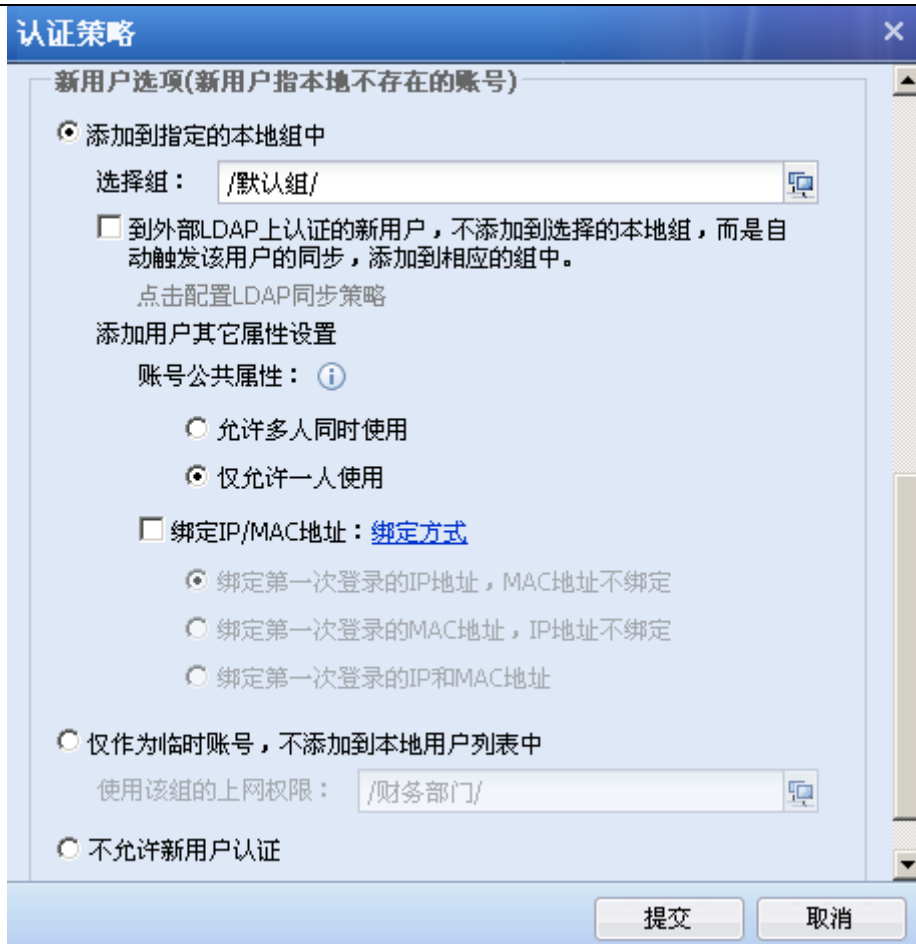 认证策略
新用户选项(新用户指本地不存在的账号)
添加到指定的本地组中
选择组： /默认组/
到外部LDAP上认证的新用户，不添加到选择的本地组，而是自
动触发该用户的同步，添加到相应的组中。
点击配置LDAP同步策略
添加用户其它属性设置
账号公共属性：
允许多人同时使用
仅允许一人使用
绑定IP/MAC地址：绑定方式
绑定第一次登录的IP地址，MAC地址不绑定
绑定第一次登录的MAC地址，IP地址不绑定
绑定第一次登录的IP和MAC地址
仅作为临时账号，不添加到本地用户列表中
使用该组的上网权限： /财务部门/
不允许新用户认证
提交 取消